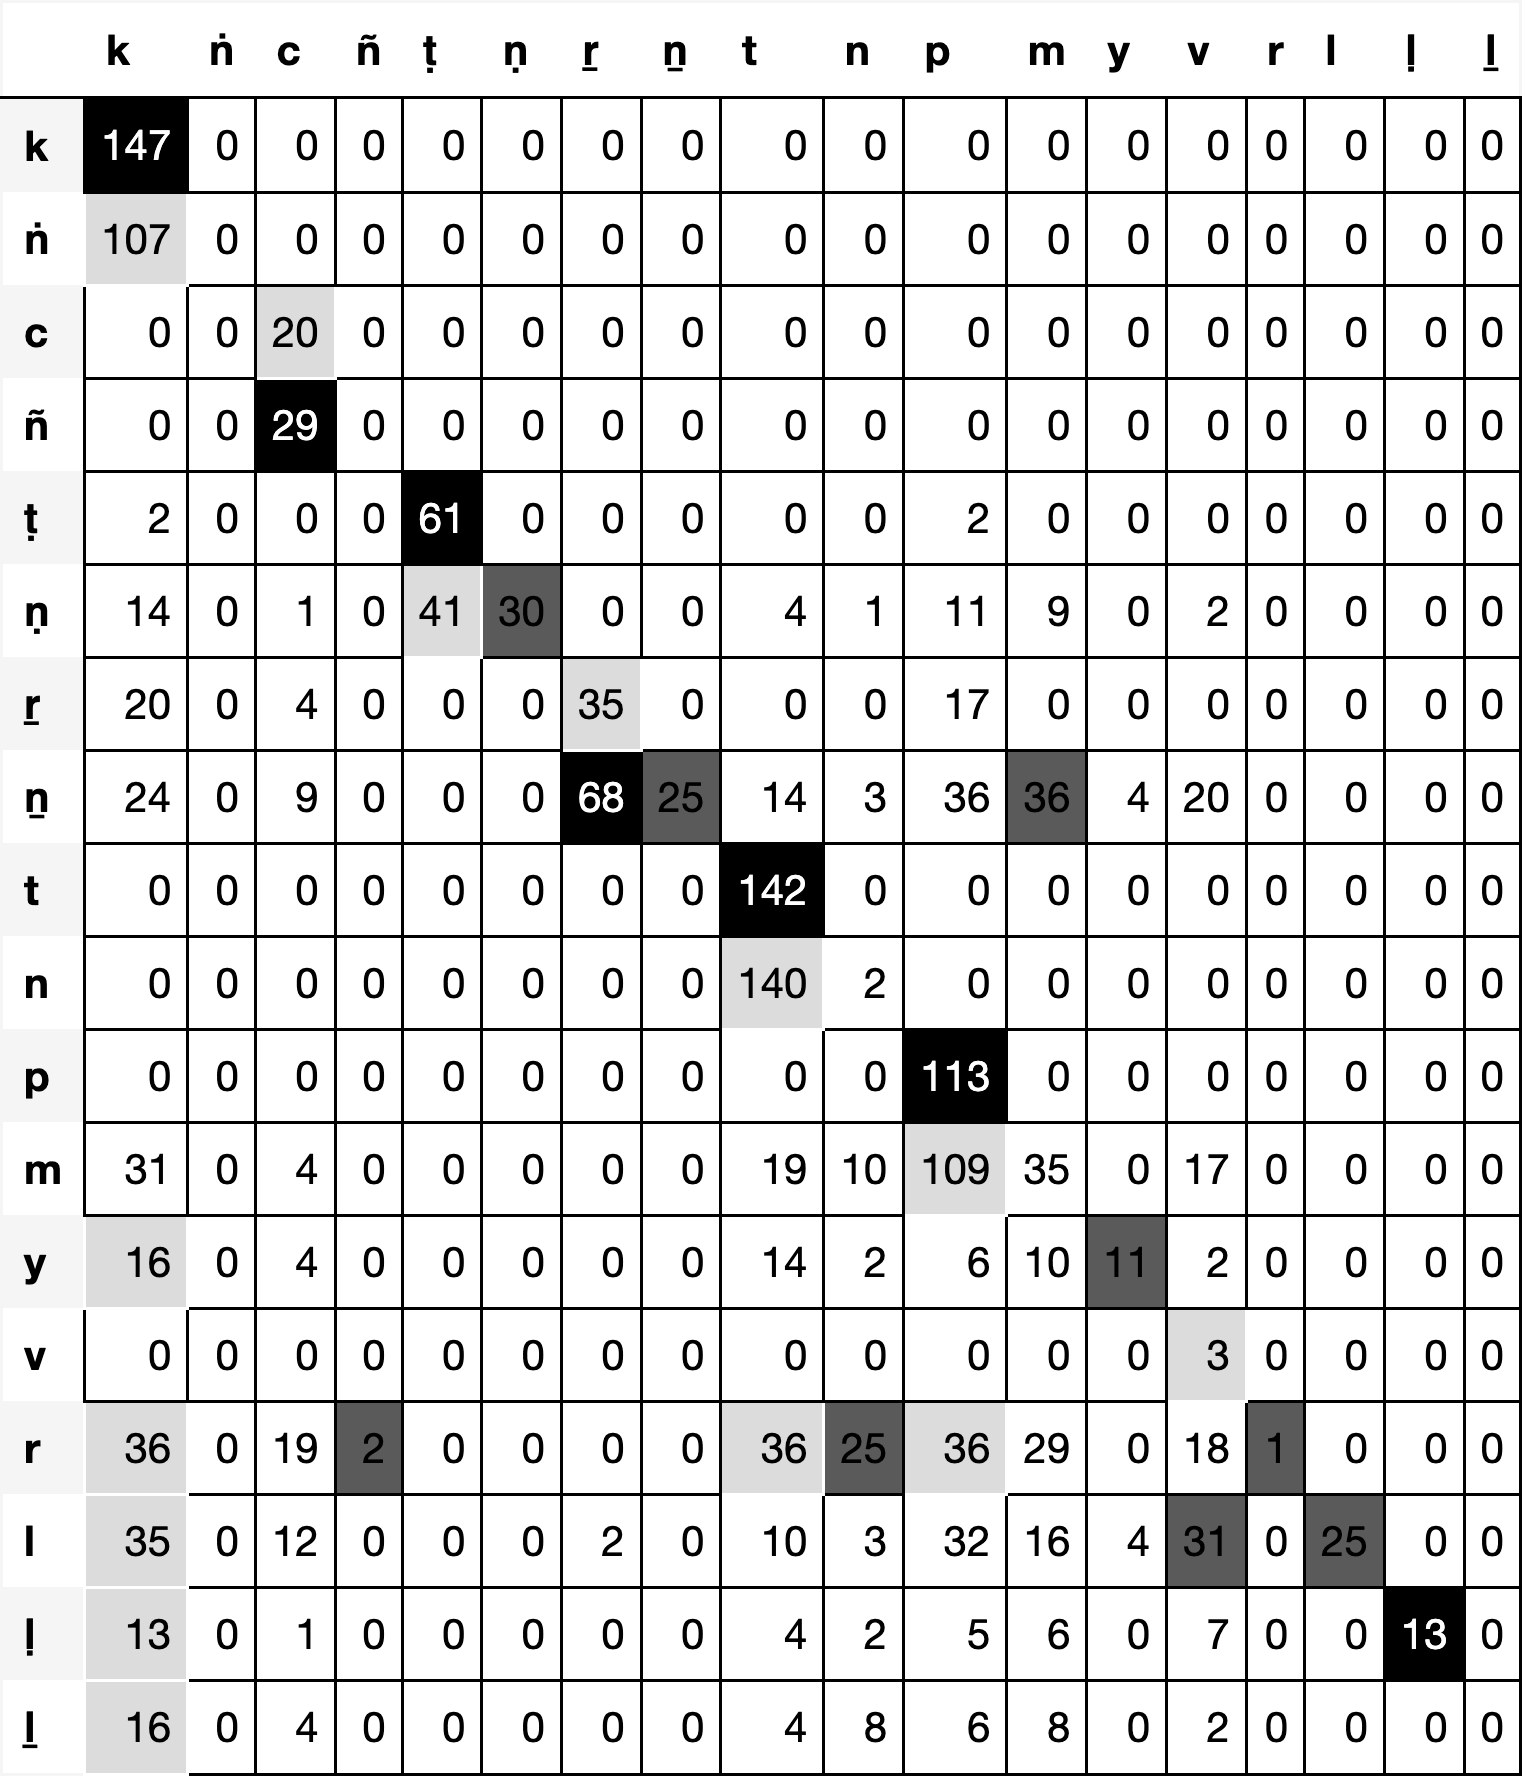 k ṅ c ñ ṭ ṇ ṟ ṉ t n p m y v r l ḷ ḻ
k 147 0 0 0 0 0 0 0 0 0 0 0 0 0 0 0 0 0
ṅ 107 0 0 0 0 0 0 0 0 0 0 0 0 0 0 0 0 0
c 0 0 20 0 0 0 0 0 0 0 0 0 0 0 0 0 0 0
ñ 0 0 29 0 0 0 0 0 0 0 0 0 0 0 0 0 0 0
ṭ 2 0 0 0 61 0 0 0 0 0 2 0 0 0 0 0 0 0
ṇ 14 0 1 0 41 30 0 0 4 1 11 9 0 2 0 0 0 0
ṟ 20 0 4 0 0 0 35 0 0 0 17 0 0 0 0 0 0 0
ṉ 24 0 9 0 0 0 68 25 14 3 36 36 4 20 0 0 0 0
t 0 0 0 0 0 0 0 0 142 0 0 0 0 0 0 0 0 0
n 0 0 0 0 0 0 0 0 140 2 0 0 0 0 0 0 0 0
p 0 0 0 0 0 0 0 0 0 0 113 0 0 0 0 0 0 0
m 31 0 4 0 0 0 0 0 19 10 109 35 0 17 0 0 0 0
y 16 0 4 0 0 0 0 0 14 2 6 10 11 2 0 0 0 0
v 0 0 0 0 0 0 0 0 0 0 0 0 0 3 0 0 0 0
r 36 0 19 2 0 0 0 0 36 25 36 29 0 18 1 0 0 0
l 35 0 12 0 0 0 2 0 10 3 32 16 4 31 0 25 0 0
ḷ 13 0 1 0 0 0 0 0 4 2 5 6 0 7 0 0 13 0
ḻ 16 0 4 0 0 0 0 0 4 8 6 8 0 2 0 0 0 0